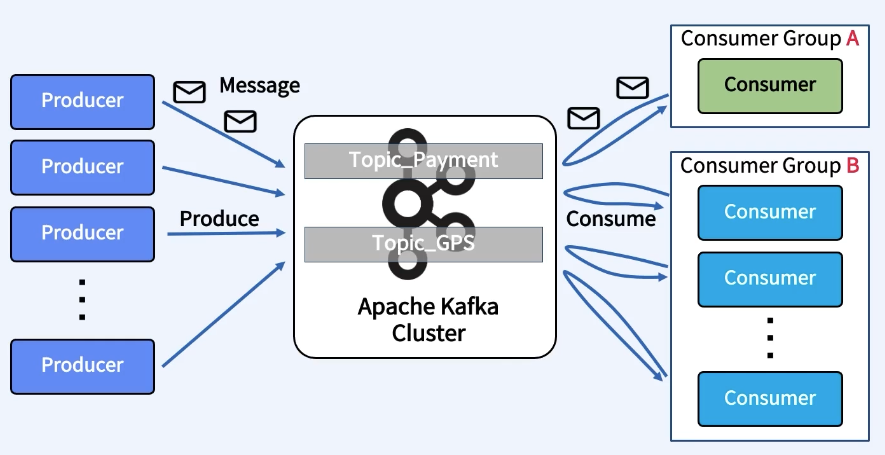 Producer
Producer
Producer
Producer
Message
Produce
Topic_Payment
Topic_GPS
Apache Kafka
Cluster
Consume
Consumer Group A
Consumer
Consumer Group B
Consumer
Consumer
Consumer